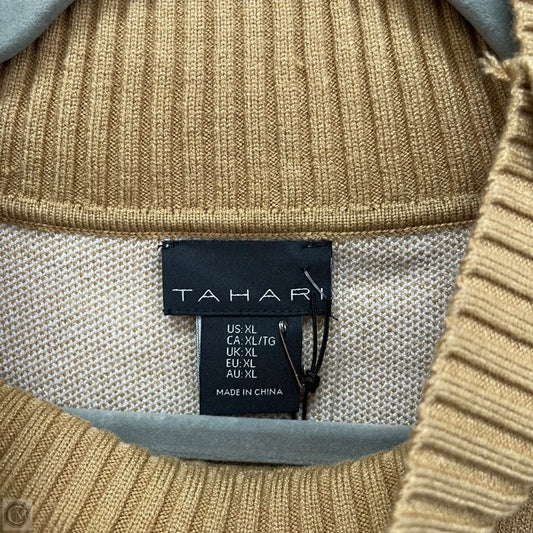 TAHARI
US: XL
CA: XL/TG
UK: XL
EU: XL
AU: XL
MADE IN CHINA